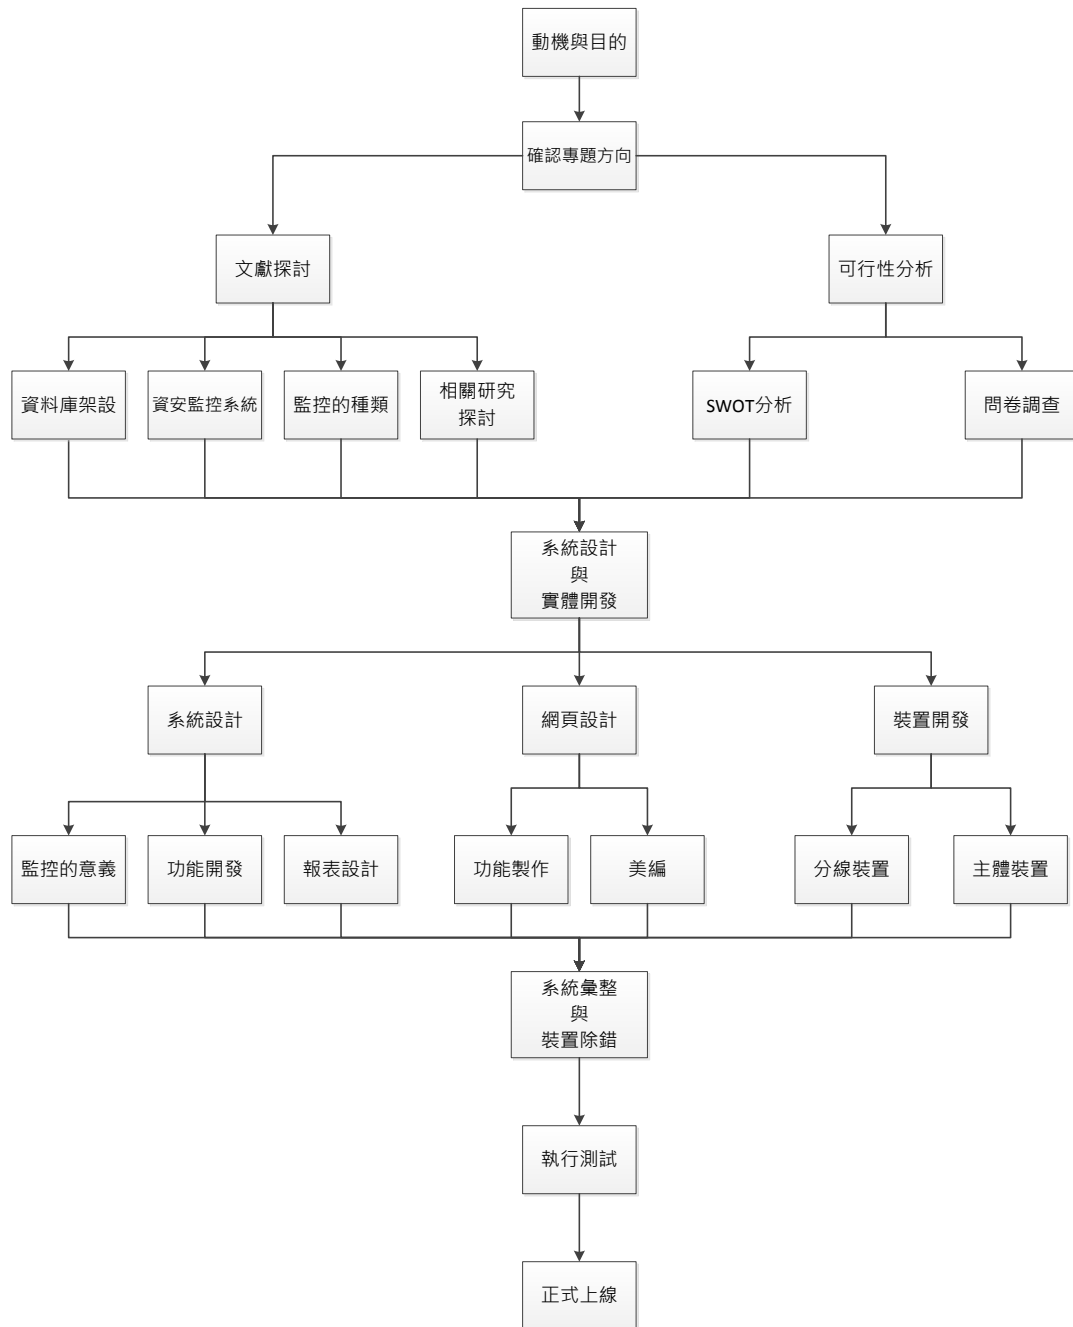 動機與目的
確認專題方向
文獻探討
可行性分析
資料庫架設
資安監控系統
監控的種類
相關研究
探討
SWOT分析
問卷調查
系統設計
與
實體開發
系統設計
網頁設計
裝置開發
監控的意義
功能開發
報表設計
功能製作
美編
分線裝置
主體裝置
系統彙整
與
裝置除錯
執行測試
正式上線